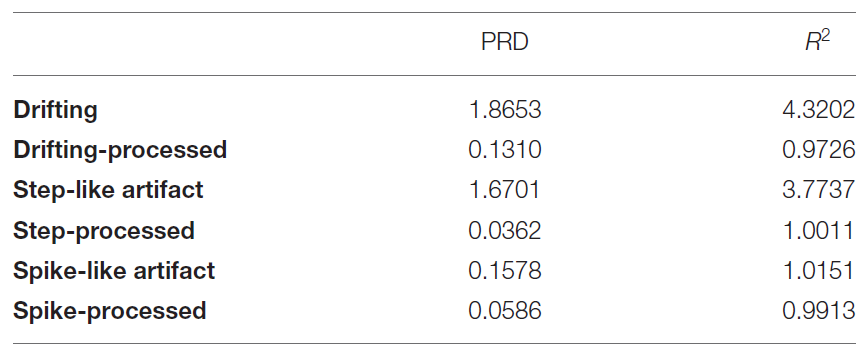 PRD R²
Drifting 1.8653 4.3202
Drifting-processed 0.1310 0.9726
Step-like artifact 1.6701 3.7737
Step-processed 0.0362 1.0011
Spike-like artifact 0.1578 1.0151
Spike-processed 0.0586 0.9913